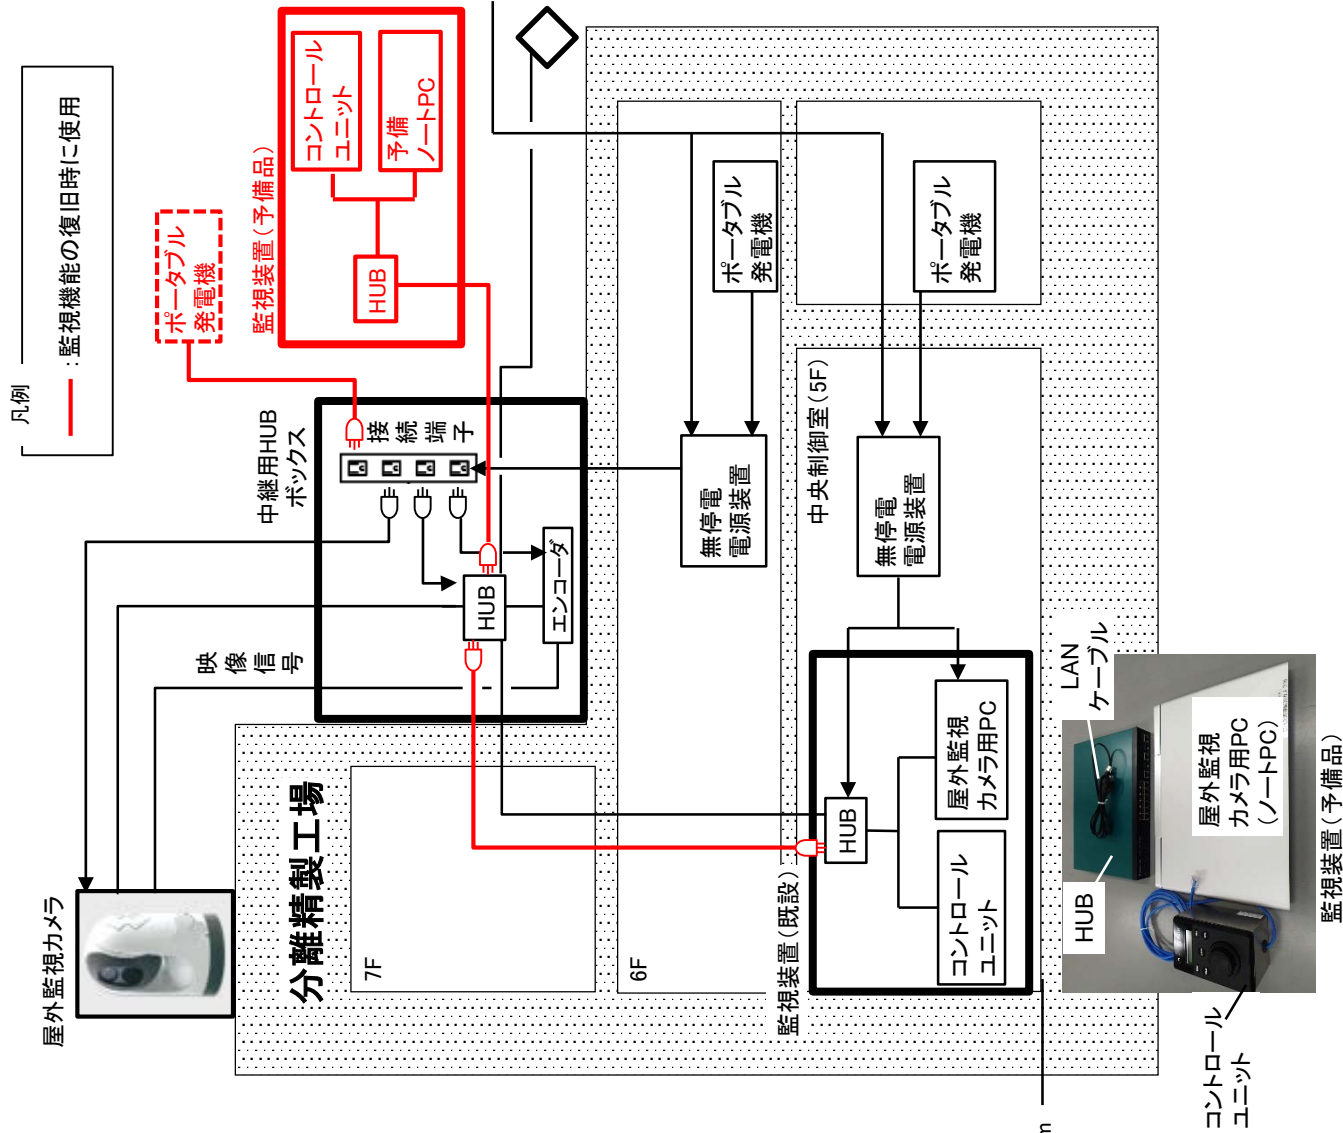 凡例
：監視機能の復旧時に使用
ポータブル
発電機
監視装置（予備品）
コントロール
ユニット
予備
ノートPC
HUB
中継用HUB
ボックス
接続端子
HUB
エンコーダ
映像信号
屋外監視カメラ
分離精製工場
7F
6F
無停電
電源装置
ポータブル
発電機
中央制御室（5F）
無停電
電源装置
ポータブル
発電機
監視装置（既設）
HUB
コントロール
ユニット
屋外監視
カメラ用PC
LAN
ケーブル
HUB
屋外監視
カメラ用PC
（ノートPC）
コントロール
ユニット
監視装置（予備品）
m